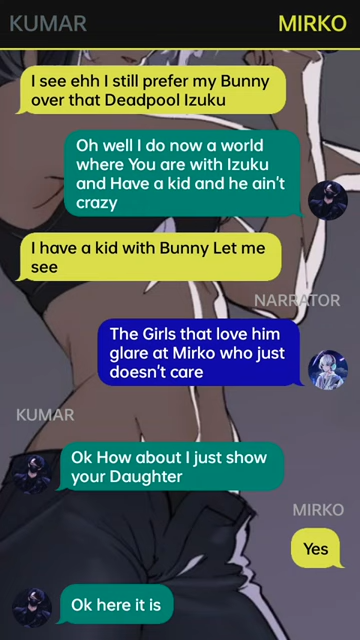 KUMAR
MIRKO
I see ehh I still prefer my Bunny
over that Deadpool Izuku
Oh well I do now a world
where You are with Izuku
and Have a kid and he ain't
crazy
I have a kid with Bunny Let me
see
NARRATOR
The Girls that love him
glare at Mirko who just
doesn't care
KUMAR
Ok How about I just show
your Daughter
MIRKO
Yes
Ok here it is